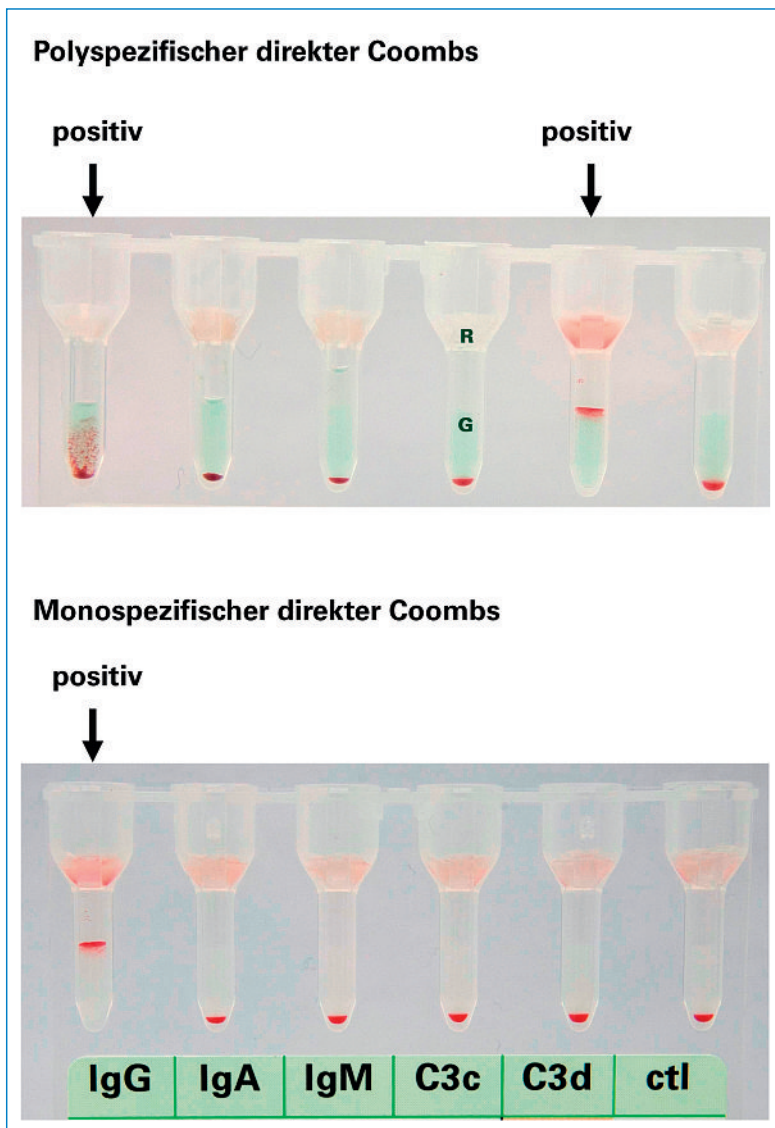 Polyspezifischer direkter Coombs
positiv positiv
R
G
Monospezifischer direkter Coombs
positiv
IgG IgA IgM C3c C3d ctl